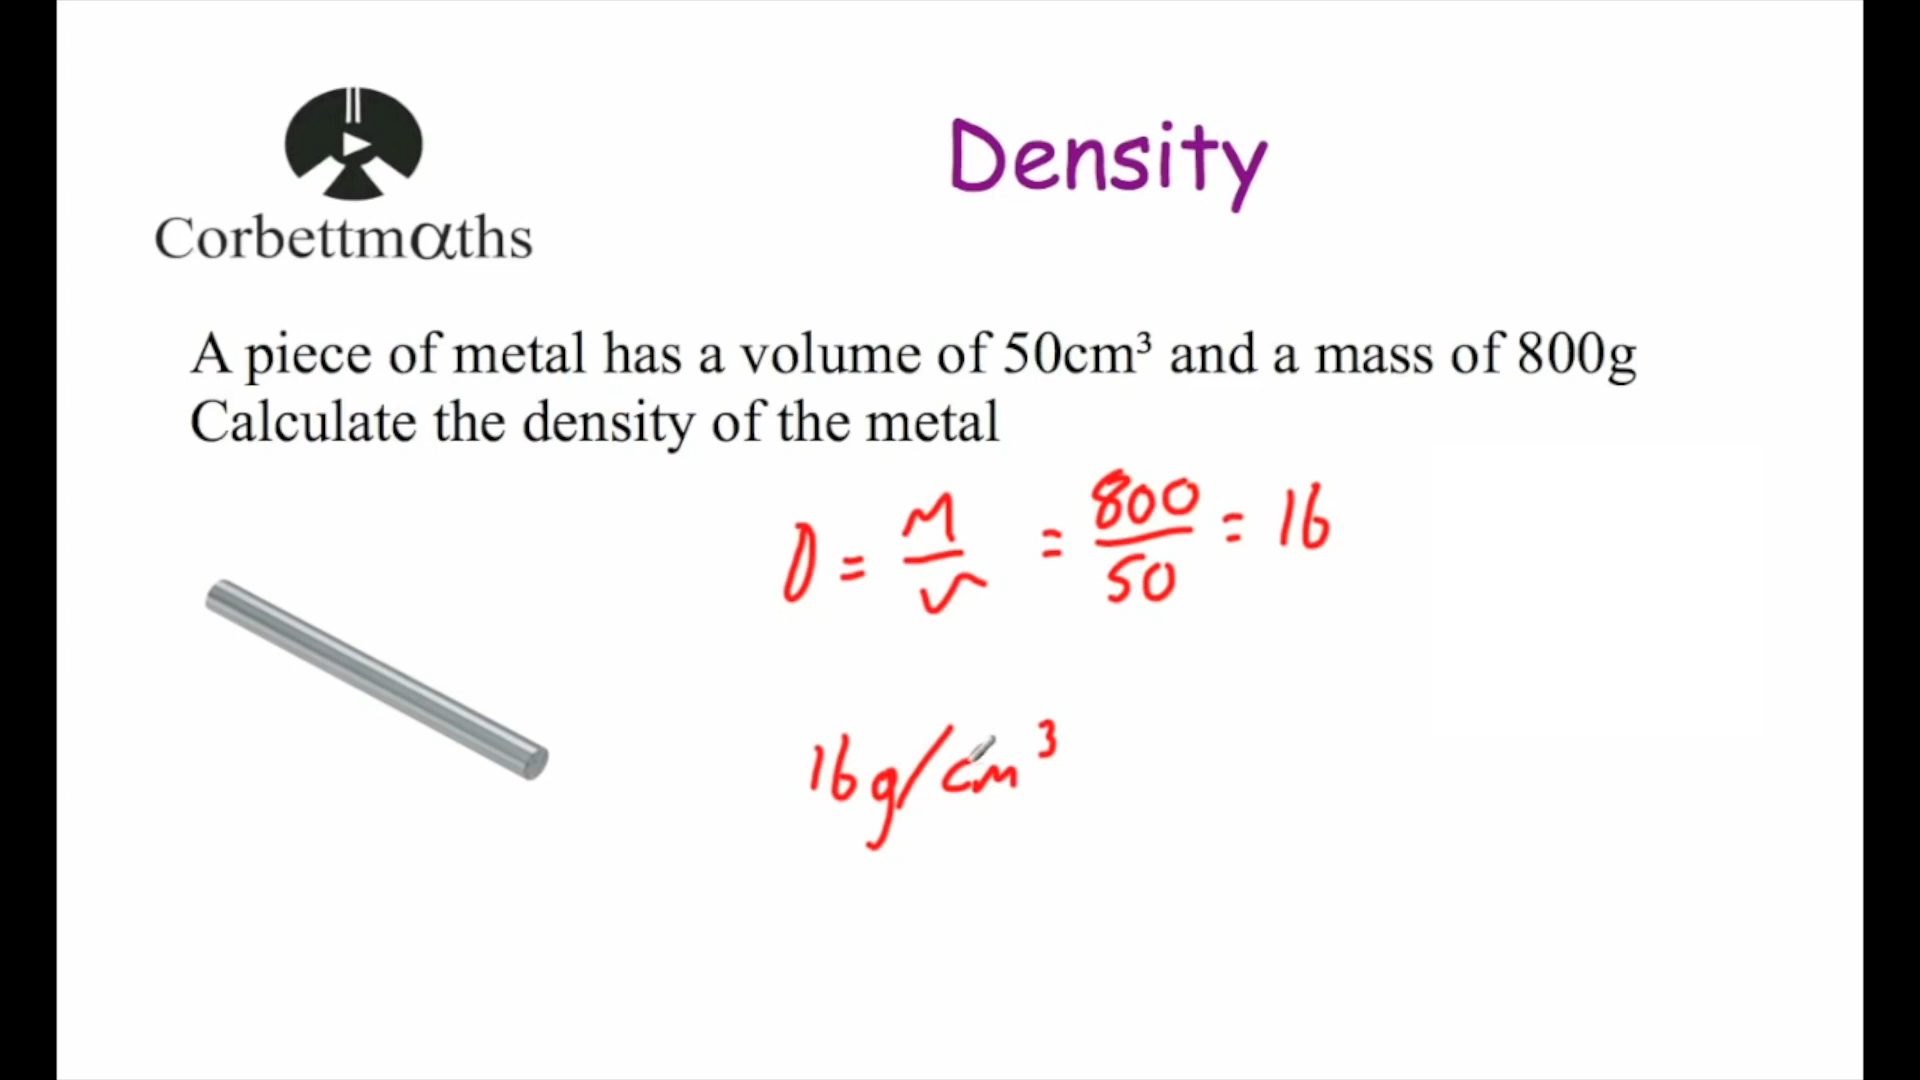 Corbettmαths
Density
A piece of metal has a volume of 50cm³ and a mass of 800g
Calculate the density of the metal
D = M/V = 800/50 = 16
16g/cm³